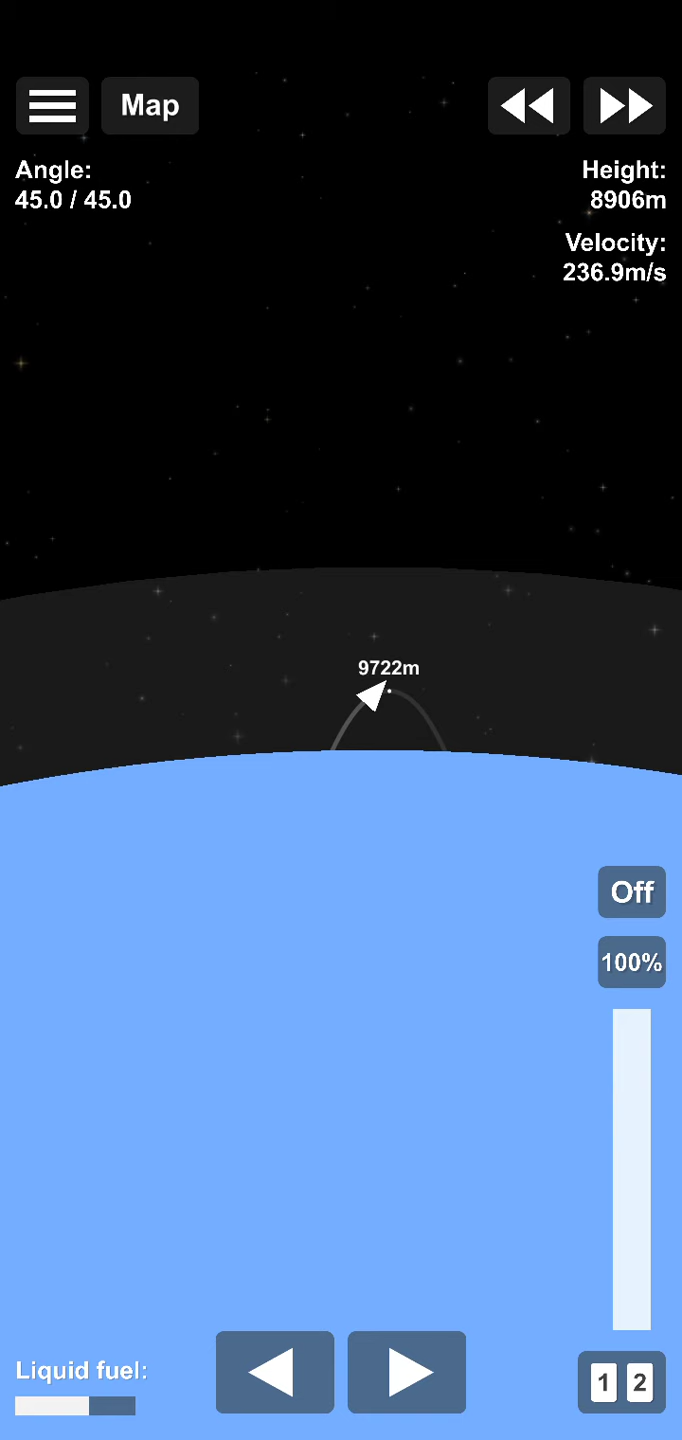 Map
Angle:
45.0 / 45.0
Height:
8906m
Velocity:
236.9m/s
9722m
Off
100%
Liquid fuel:
1 2